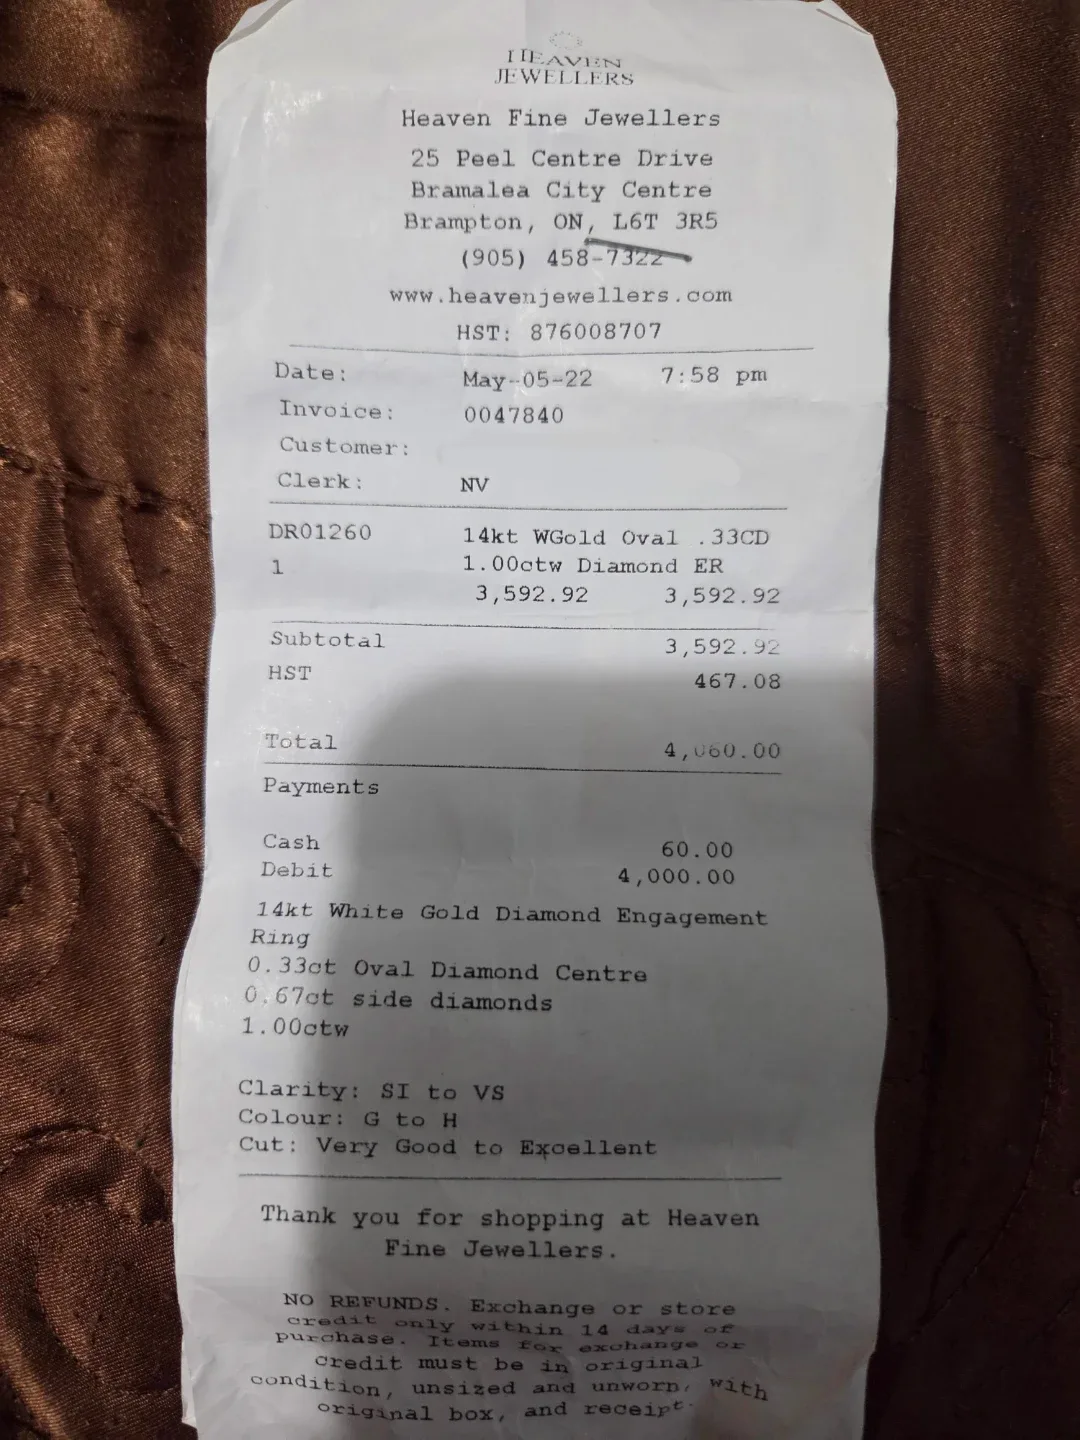 HEAVEN
JEWELLERS
Heaven Fine Jewellers
25 Peel Centre Drive
Bramalea City Centre
Brampton, ON, L6T 3R5
(905) 458-7322
www.heavenjewellers.com
HST: 876008707
Date: May-05-22 7:58 pm
Invoice: 0047840
Customer:
Clerk: NV
DR01260 14kt WGold Oval .33CD
1 1.00ctw Diamond ER
3,592.92 3,592.92
Subtotal 3,592.92
HST 467.08
Total 4,060.00
Payments
Cash 60.00
Debit 4,000.00
14kt White Gold Diamond Engagement
Ring
0.33ct Oval Diamond Centre
0.67ct side diamonds
1.00ctw
Clarity: SI to VS
Colour: G to H
Cut: Very Good to Excellent
Thank you for shopping at Heaven
Fine Jewellers.
NO REFUNDS. Exchange or store
credit only within 14 days of
purchase. Items for exchange or
credit must be in original
condition, unsized and unworn, with
original box, and receipt.